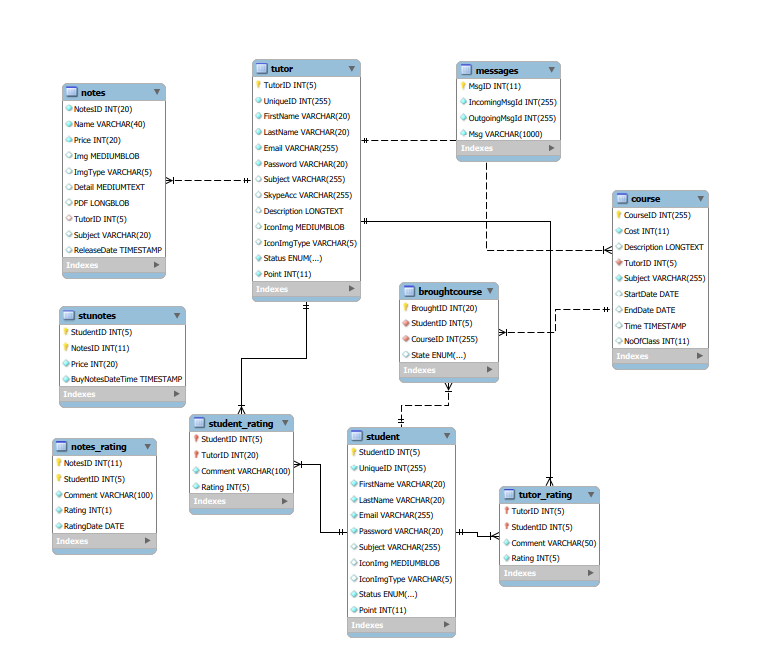 notes
NotesID INT(20)
Name VARCHAR(40)
Price INT(20)
Img MEDIUMBLOB
ImgType VARCHAR(5)
Detail MEDIUMTEXT
PDF LONGBLOB
TutorID INT(5)
Subject VARCHAR(20)
ReleaseDate TIMESTAMP
Indexes
tutor
TutorID INT(5)
UniqueID INT(255)
FirstName VARCHAR(20)
LastName VARCHAR(20)
Email VARCHAR(255)
Password VARCHAR(20)
Subject VARCHAR(255)
SkypeAcc VARCHAR(255)
Description LONGTEXT
IconImg MEDIUMBLOB
IconImgType VARCHAR(5)
Status ENUM(...)
Point INT(11)
Indexes
messages
MsgID INT(11)
IncomingMsgId INT(255)
OutgoingMsgId INT(255)
Msg VARCHAR(1000)
Indexes
course
CourseID INT(255)
Cost INT(11)
Description LONGTEXT
TutorID INT(5)
Subject VARCHAR(255)
StartDate DATE
EndDate DATE
Time TIMESTAMP
NoOfClass INT(11)
Indexes
broughtcourse
BroughtID INT(20)
StudentID INT(5)
CourseID INT(255)
State ENUM(...)
Indexes
stunotes
StudentID INT(5)
NotesID INT(11)
Price INT(20)
BuyNotesDateTime TIMESTAMP
Indexes
student_rating
StudentID INT(5)
TutorID INT(20)
Comment VARCHAR(100)
Rating INT(5)
Indexes
notes_rating
NotesID INT(11)
StudentID INT(5)
Comment VARCHAR(100)
Rating INT(1)
RatingDate DATE
Indexes
student
StudentID INT(5)
UniqueID INT(255)
FirstName VARCHAR(20)
LastName VARCHAR(20)
Email VARCHAR(255)
Password VARCHAR(20)
Subject VARCHAR(255)
IconImg MEDIUMBLOB
IconImgType VARCHAR(5)
Status ENUM(...)
Point INT(11)
Indexes
tutor_rating
TutorID INT(5)
StudentID INT(5)
Comment VARCHAR(50)
Rating INT(5)
Indexes